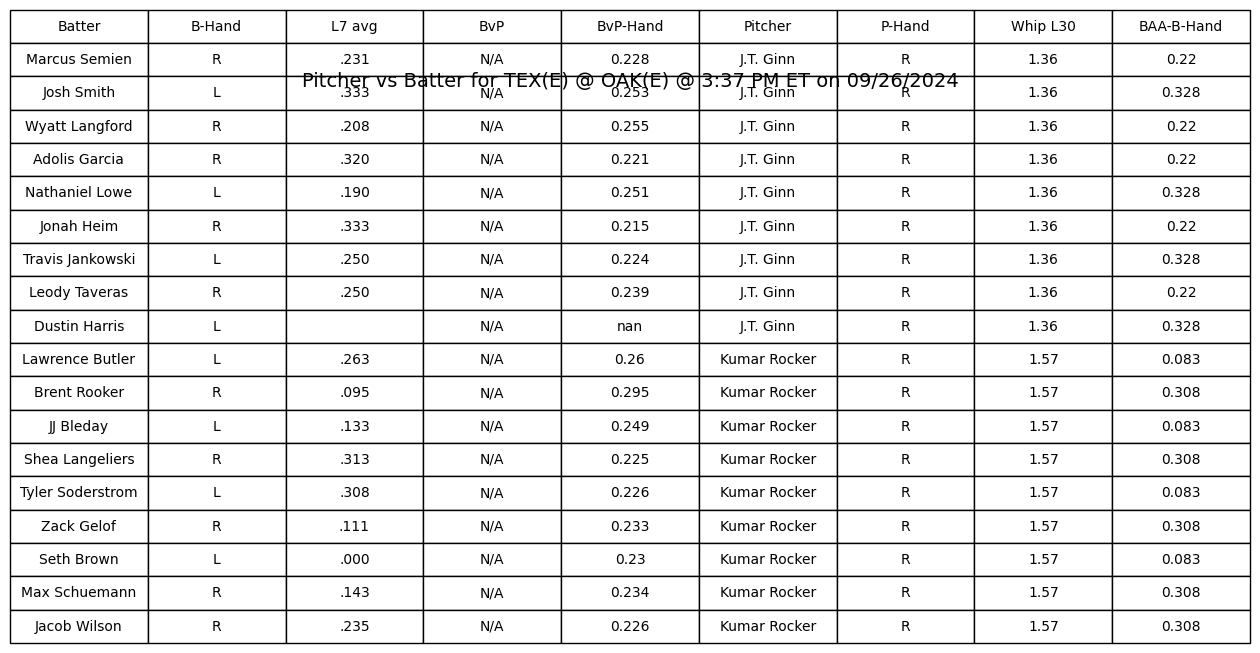 Batter B-Hand L7 avg BvP BvP-Hand Pitcher P-Hand Whip L30 BAA-B-Hand
Marcus Semien R .231 N/A 0.228 J.T. Ginn R 1.36 0.22
Pitcher vs Batter for TEX(E) @ OAK(E) @ 3:37 PM ET on 09/26/2024
Josh Smith L .333 N/A 0.253 J.T. Ginn R 1.36 0.328
Wyatt Langford R .208 N/A 0.255 J.T. Ginn R 1.36 0.22
Adolis Garcia R .320 N/A 0.221 J.T. Ginn R 1.36 0.22
Nathaniel Lowe L .190 N/A 0.251 J.T. Ginn R 1.36 0.328
Jonah Heim R .333 N/A 0.215 J.T. Ginn R 1.36 0.22
Travis Jankowski L .250 N/A 0.224 J.T. Ginn R 1.36 0.328
Leody Taveras R .250 N/A 0.239 J.T. Ginn R 1.36 0.22
Dustin Harris L N/A nan J.T. Ginn R 1.36 0.328
Lawrence Butler L .263 N/A 0.26 Kumar Rocker R 1.57 0.083
Brent Rooker R .095 N/A 0.295 Kumar Rocker R 1.57 0.308
JJ Bleday L .133 N/A 0.249 Kumar Rocker R 1.57 0.083
Shea Langeliers R .313 N/A 0.225 Kumar Rocker R 1.57 0.308
Tyler Soderstrom L .308 N/A 0.226 Kumar Rocker R 1.57 0.083
Zack Gelof R .111 N/A 0.233 Kumar Rocker R 1.57 0.308
Seth Brown L .000 N/A 0.23 Kumar Rocker R 1.57 0.083
Max Schuemann R .143 N/A 0.234 Kumar Rocker R 1.57 0.308
Jacob Wilson R .235 N/A 0.226 Kumar Rocker R 1.57 0.308